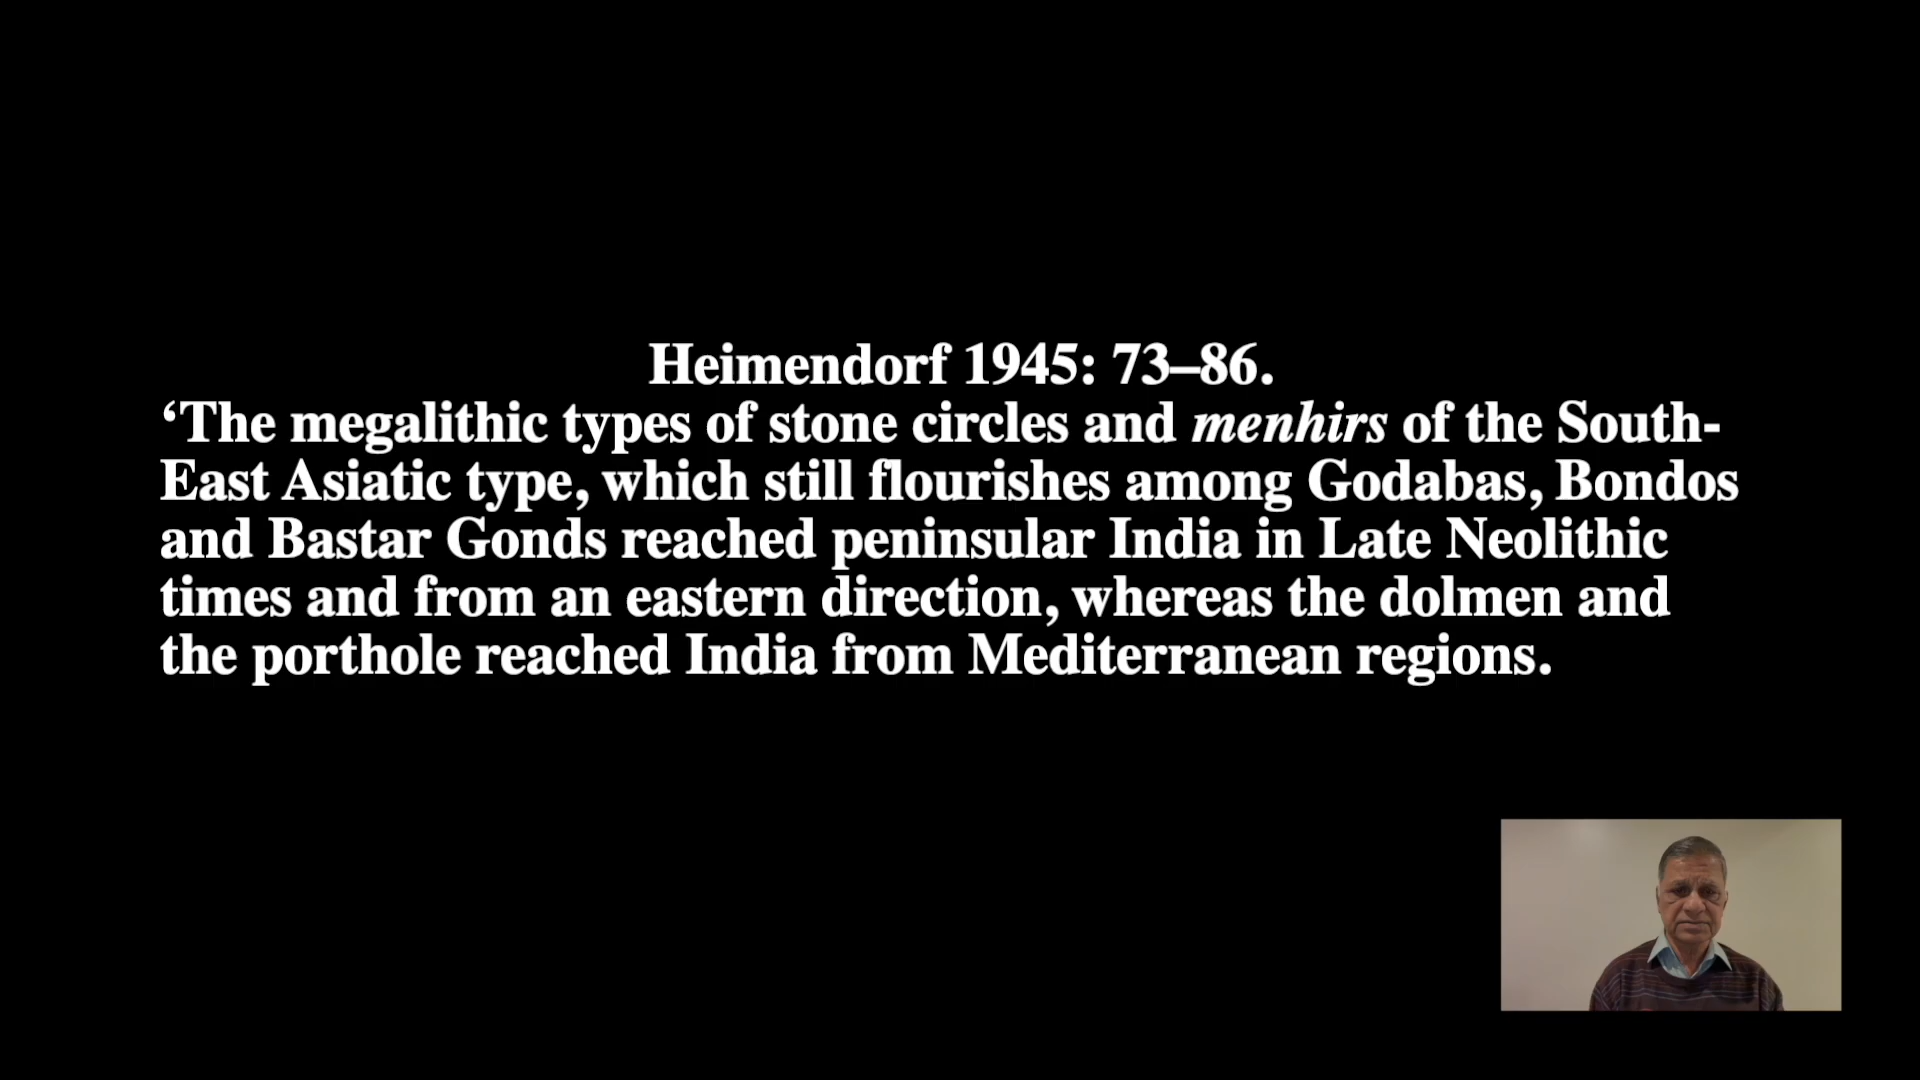 Heimendorf 1945: 73–86.
‘The megalithic types of stone circles and menhirs of the South-
East Asiatic type, which still flourishes among Godabas, Bondos
and Bastar Gonds reached peninsular India in Late Neolithic
times and from an eastern direction, whereas the dolmen and
the porthole reached India from Mediterranean regions.